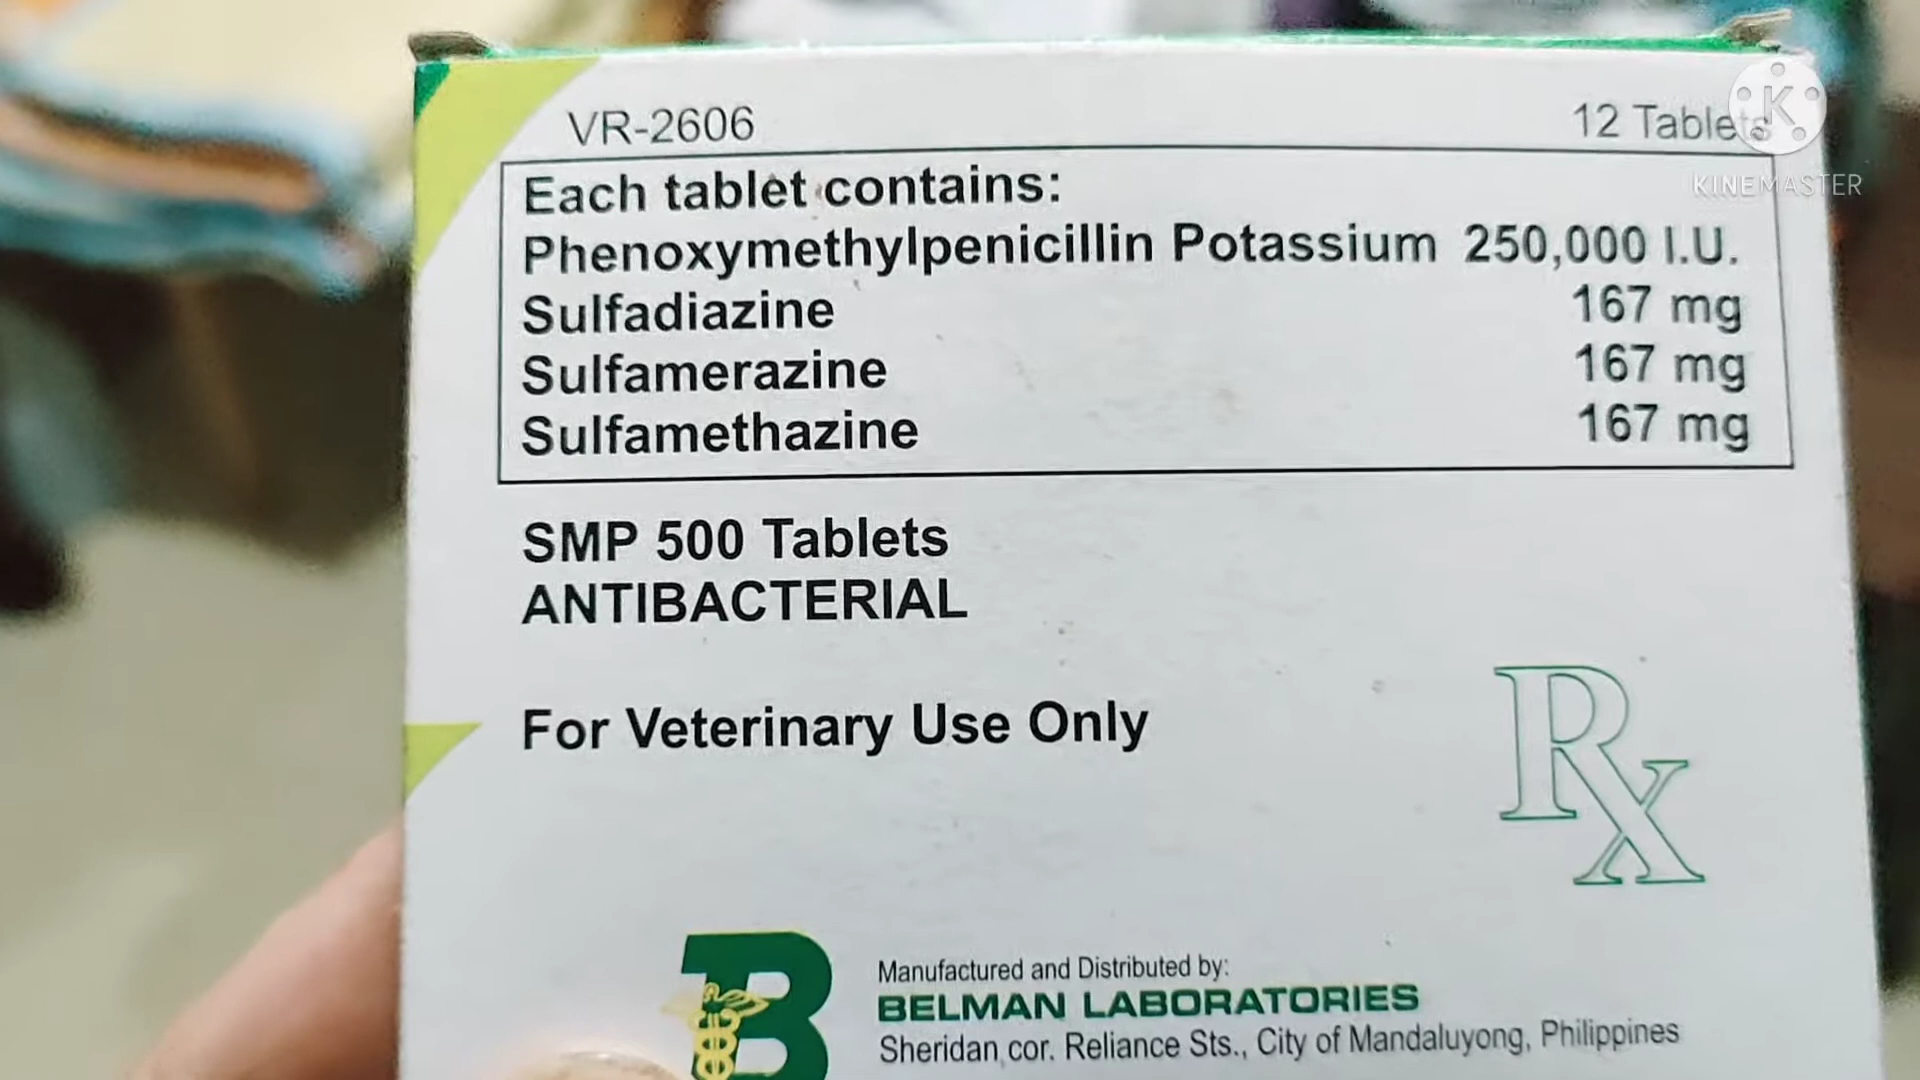 VR-2606 12 Tablets
Each tablet contains:
Phenoxymethylpenicillin Potassium 250,000 I.U.
Sulfadiazine 167 mg
Sulfamerazine 167 mg
Sulfamethazine 167 mg
SMP 500 Tablets
ANTIBACTERIAL
For Veterinary Use Only
Rx
B
Manufactured and Distributed by:
BELMAN LABORATORIES
Sheridan cor. Reliance Sts., City of Mandaluyong, Philippines
K
KINEMASTER